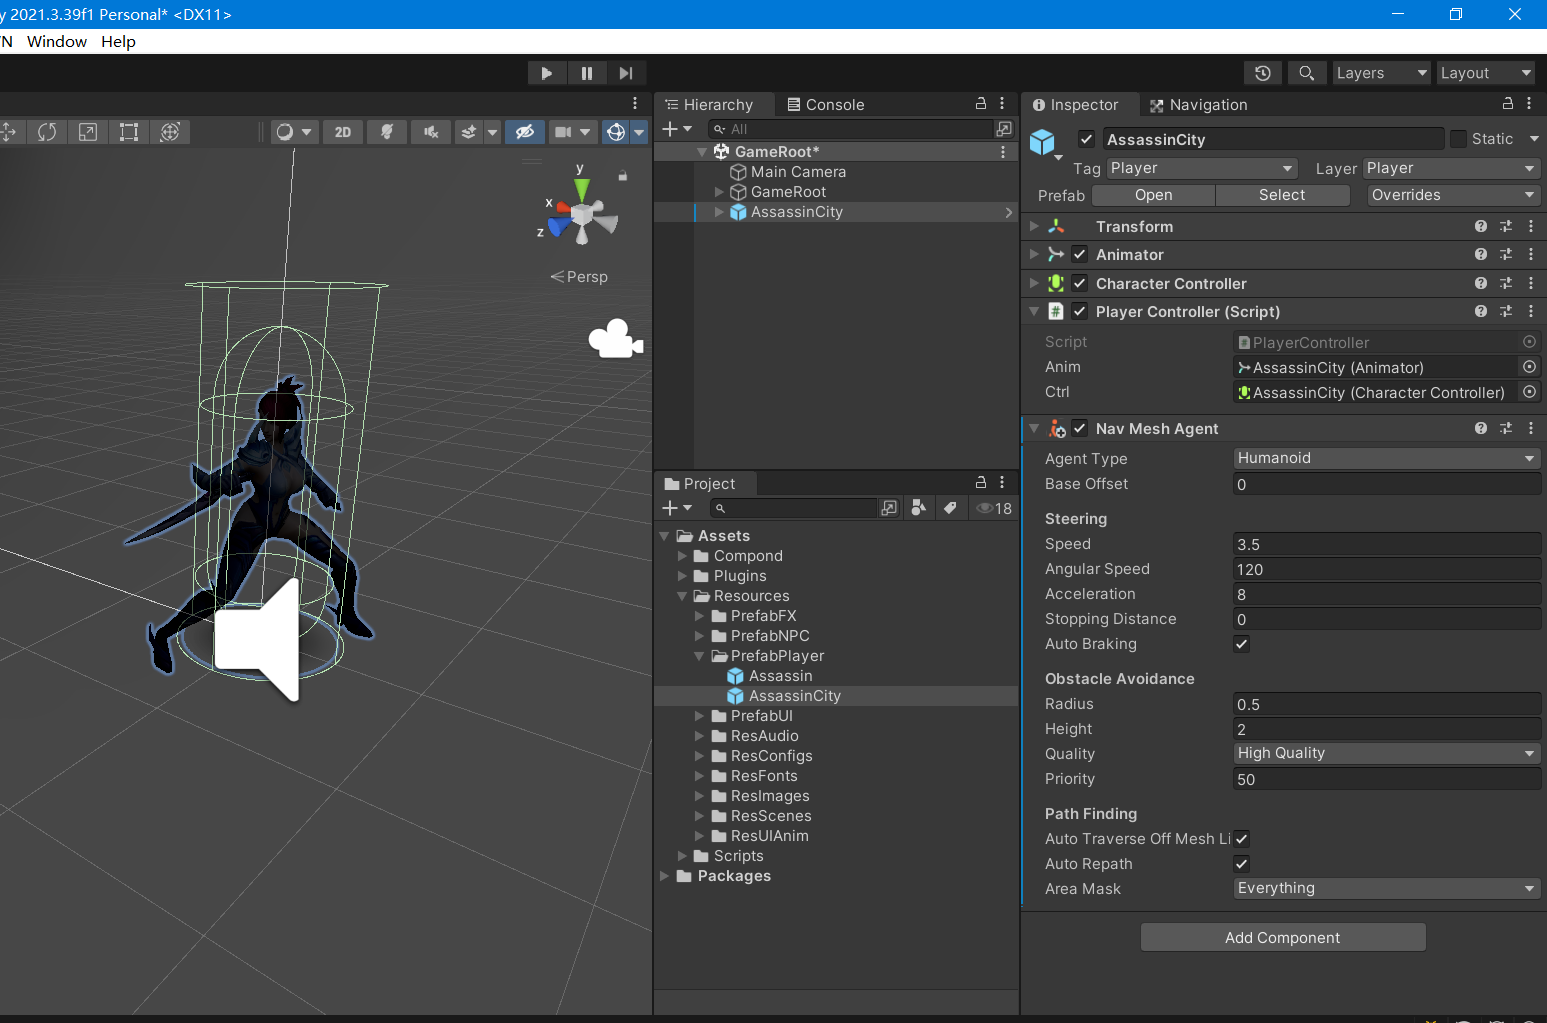 y 2021.3.39f1 Personal* <DX11>
N Window Help
Layers Layout
Hierarchy Console Inspector Navigation
2D
All
y
x
z
Persp
GameRoot*
Main Camera
GameRoot
AssassinCity
Project
18
Assets
Compond
Plugins
Resources
PrefabFX
PrefabNPC
PrefabPlayer
Assassin
AssassinCity
PrefabUI
ResAudio
ResConfigs
ResFonts
ResImages
ResScenes
ResUIAnim
Scripts
Packages
AssassinCity Static
Tag Player Layer Player
Prefab Open Select Overrides
Transform
Animator
Character Controller
Player Controller (Script)
Script PlayerController
Anim AssassinCity (Animator)
Ctrl AssassinCity (Character Controller)
Nav Mesh Agent
Agent Type Humanoid
Base Offset 0
Steering
Speed 3.5
Angular Speed 120
Acceleration 8
Stopping Distance 0
Auto Braking
Obstacle Avoidance
Radius 0.5
Height 2
Quality High Quality
Priority 50
Path Finding
Auto Traverse Off Mesh Li
Auto Repath
Area Mask Everything
Add Component